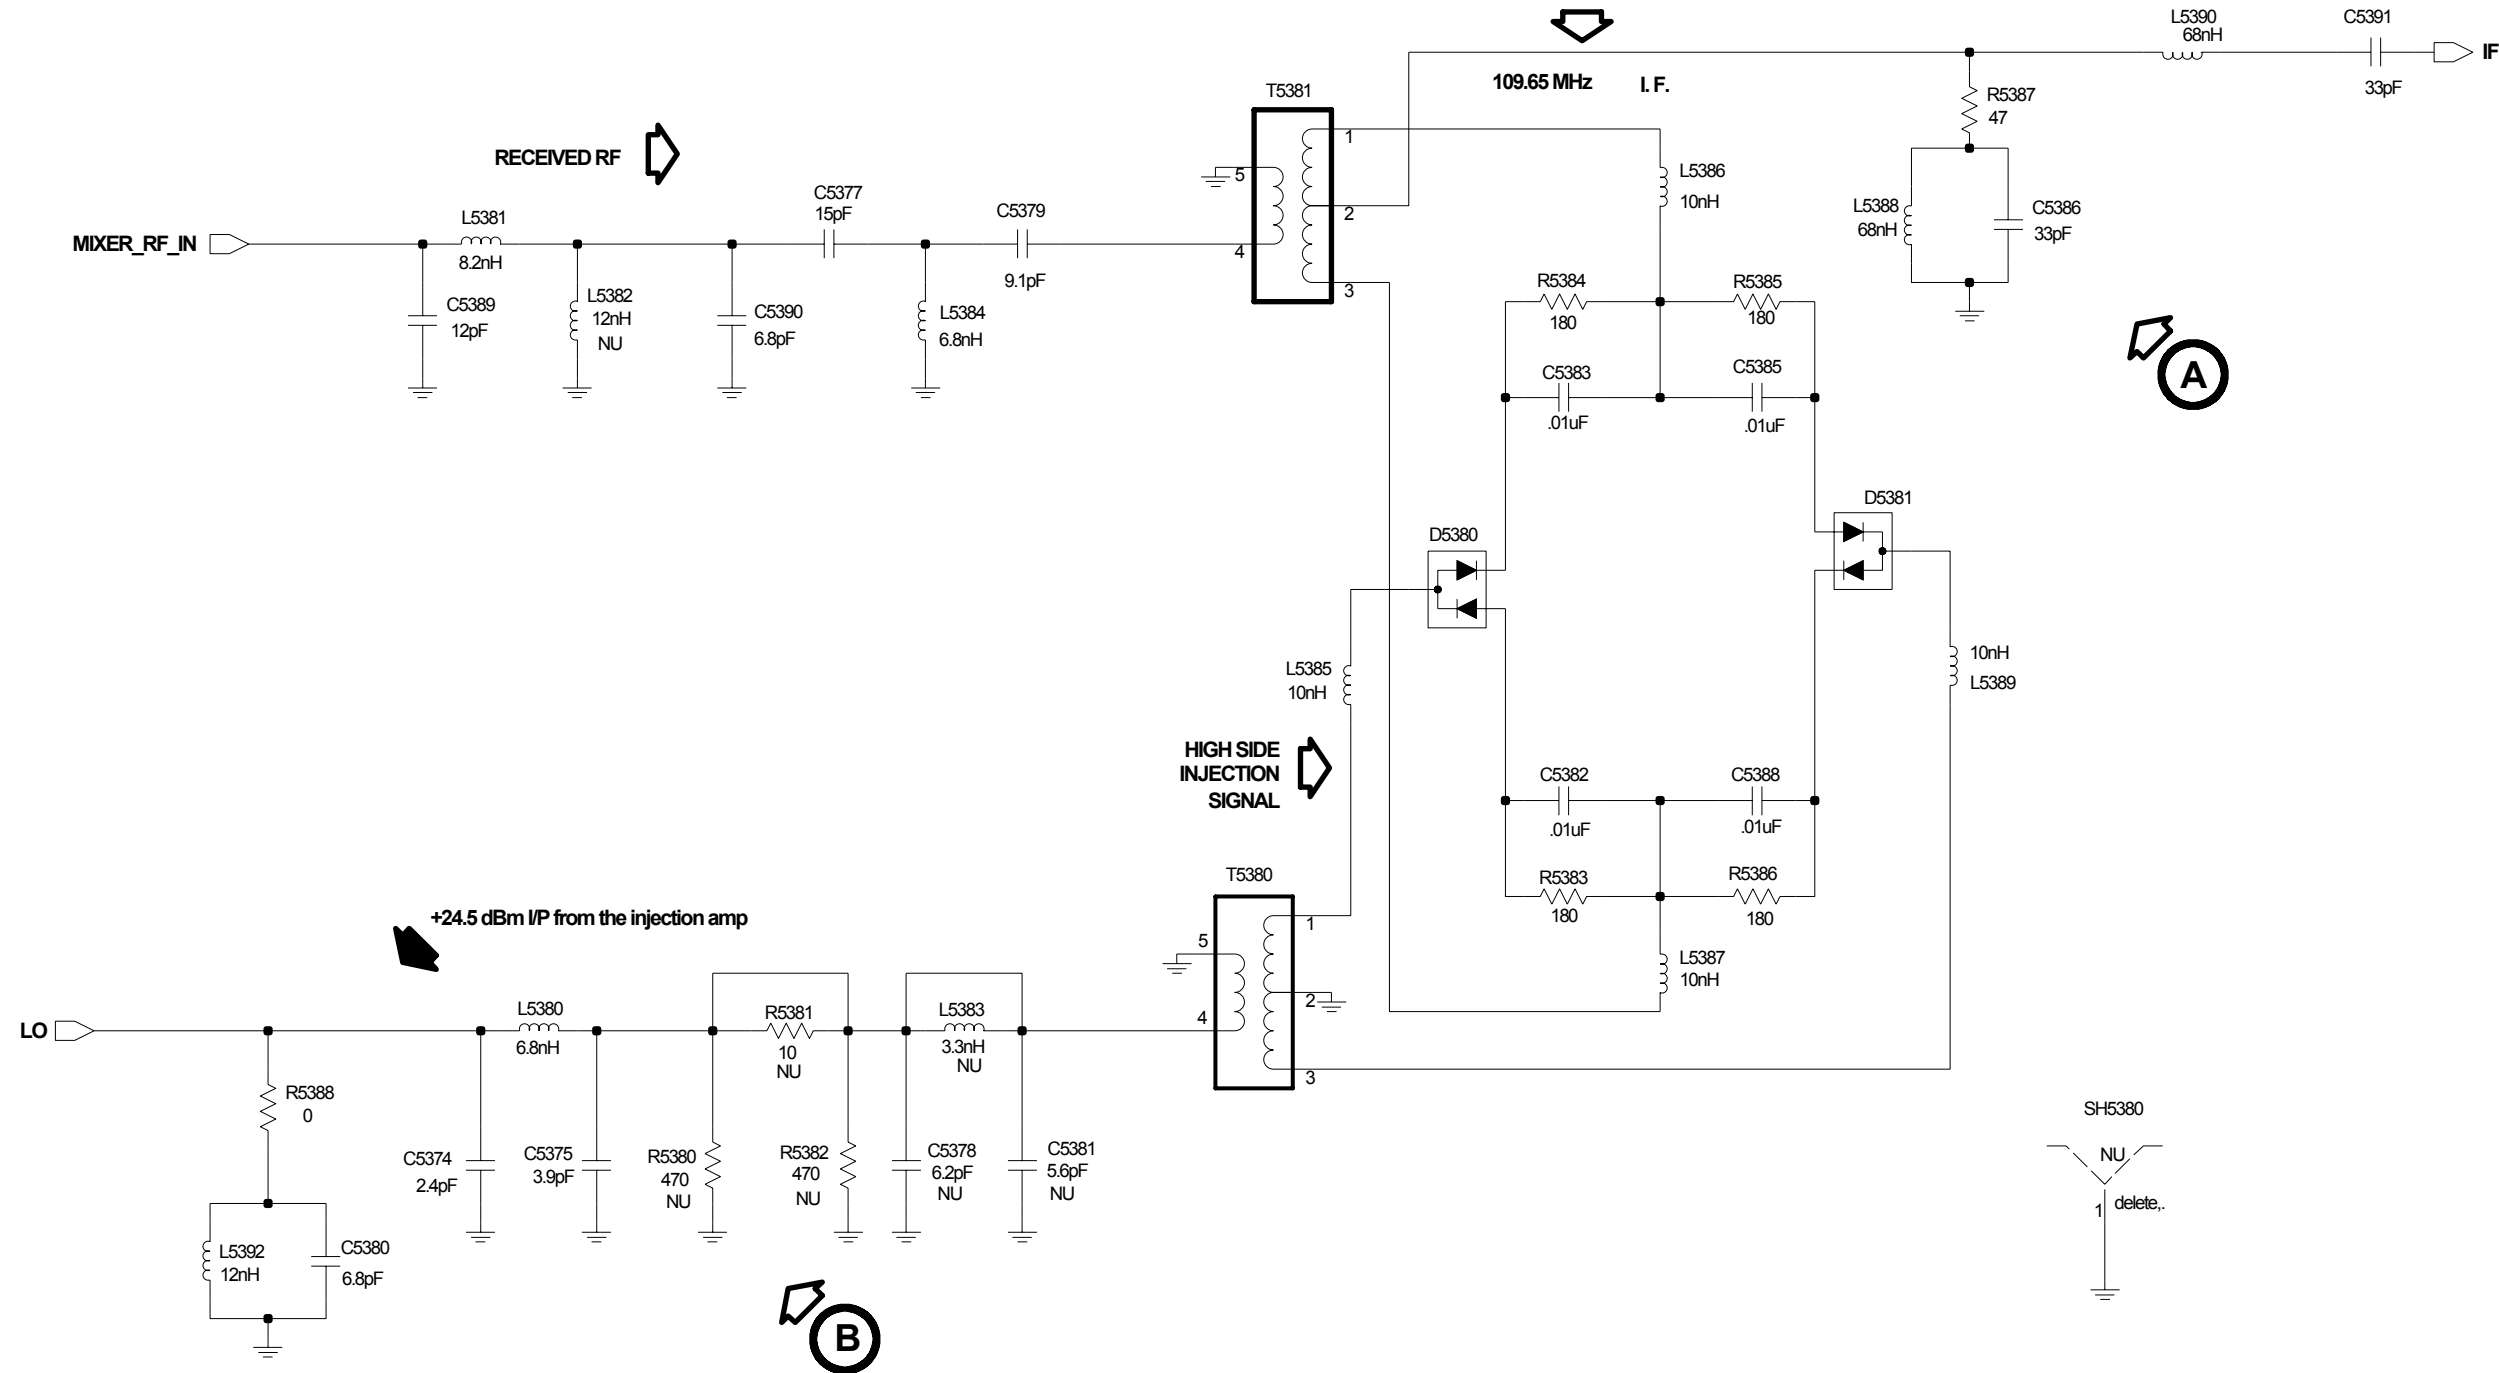 L5390
68nH
C5391
33pF
IF
109.65 MHz
I. F.
R5387
47
L5388
68nH
C5386
33pF
A
T5381
1
5
2
4
3
RECEIVED RF
MIXER_RF_IN
L5381
8.2nH
C5377
15pF
C5379
9.1pF
C5389
12pF
L5382
12nH
NU
C5390
6.8pF
L5384
6.8nH
L5386
10nH
R5384
180
R5385
180
C5383
.01uF
C5385
.01uF
D5380
D5381
L5385
10nH
10nH
L5389
HIGH SIDE
INJECTION
SIGNAL
C5382
.01uF
C5388
.01uF
R5383
180
R5386
180
L5387
10nH
T5380
1
5
2
4
3
+24.5 dBm I/P from the injection amp
LO
L5380
6.8nH
R5381
10
NU
L5383
3.3nH
NU
R5388
0
C5374
2.4pF
C5375
3.9pF
R5380
470
NU
R5382
470
NU
C5378
6.2pF
NU
C5381
5.6pF
NU
L5392
12nH
C5380
6.8pF
B
SH5380
NU
1
delete,.